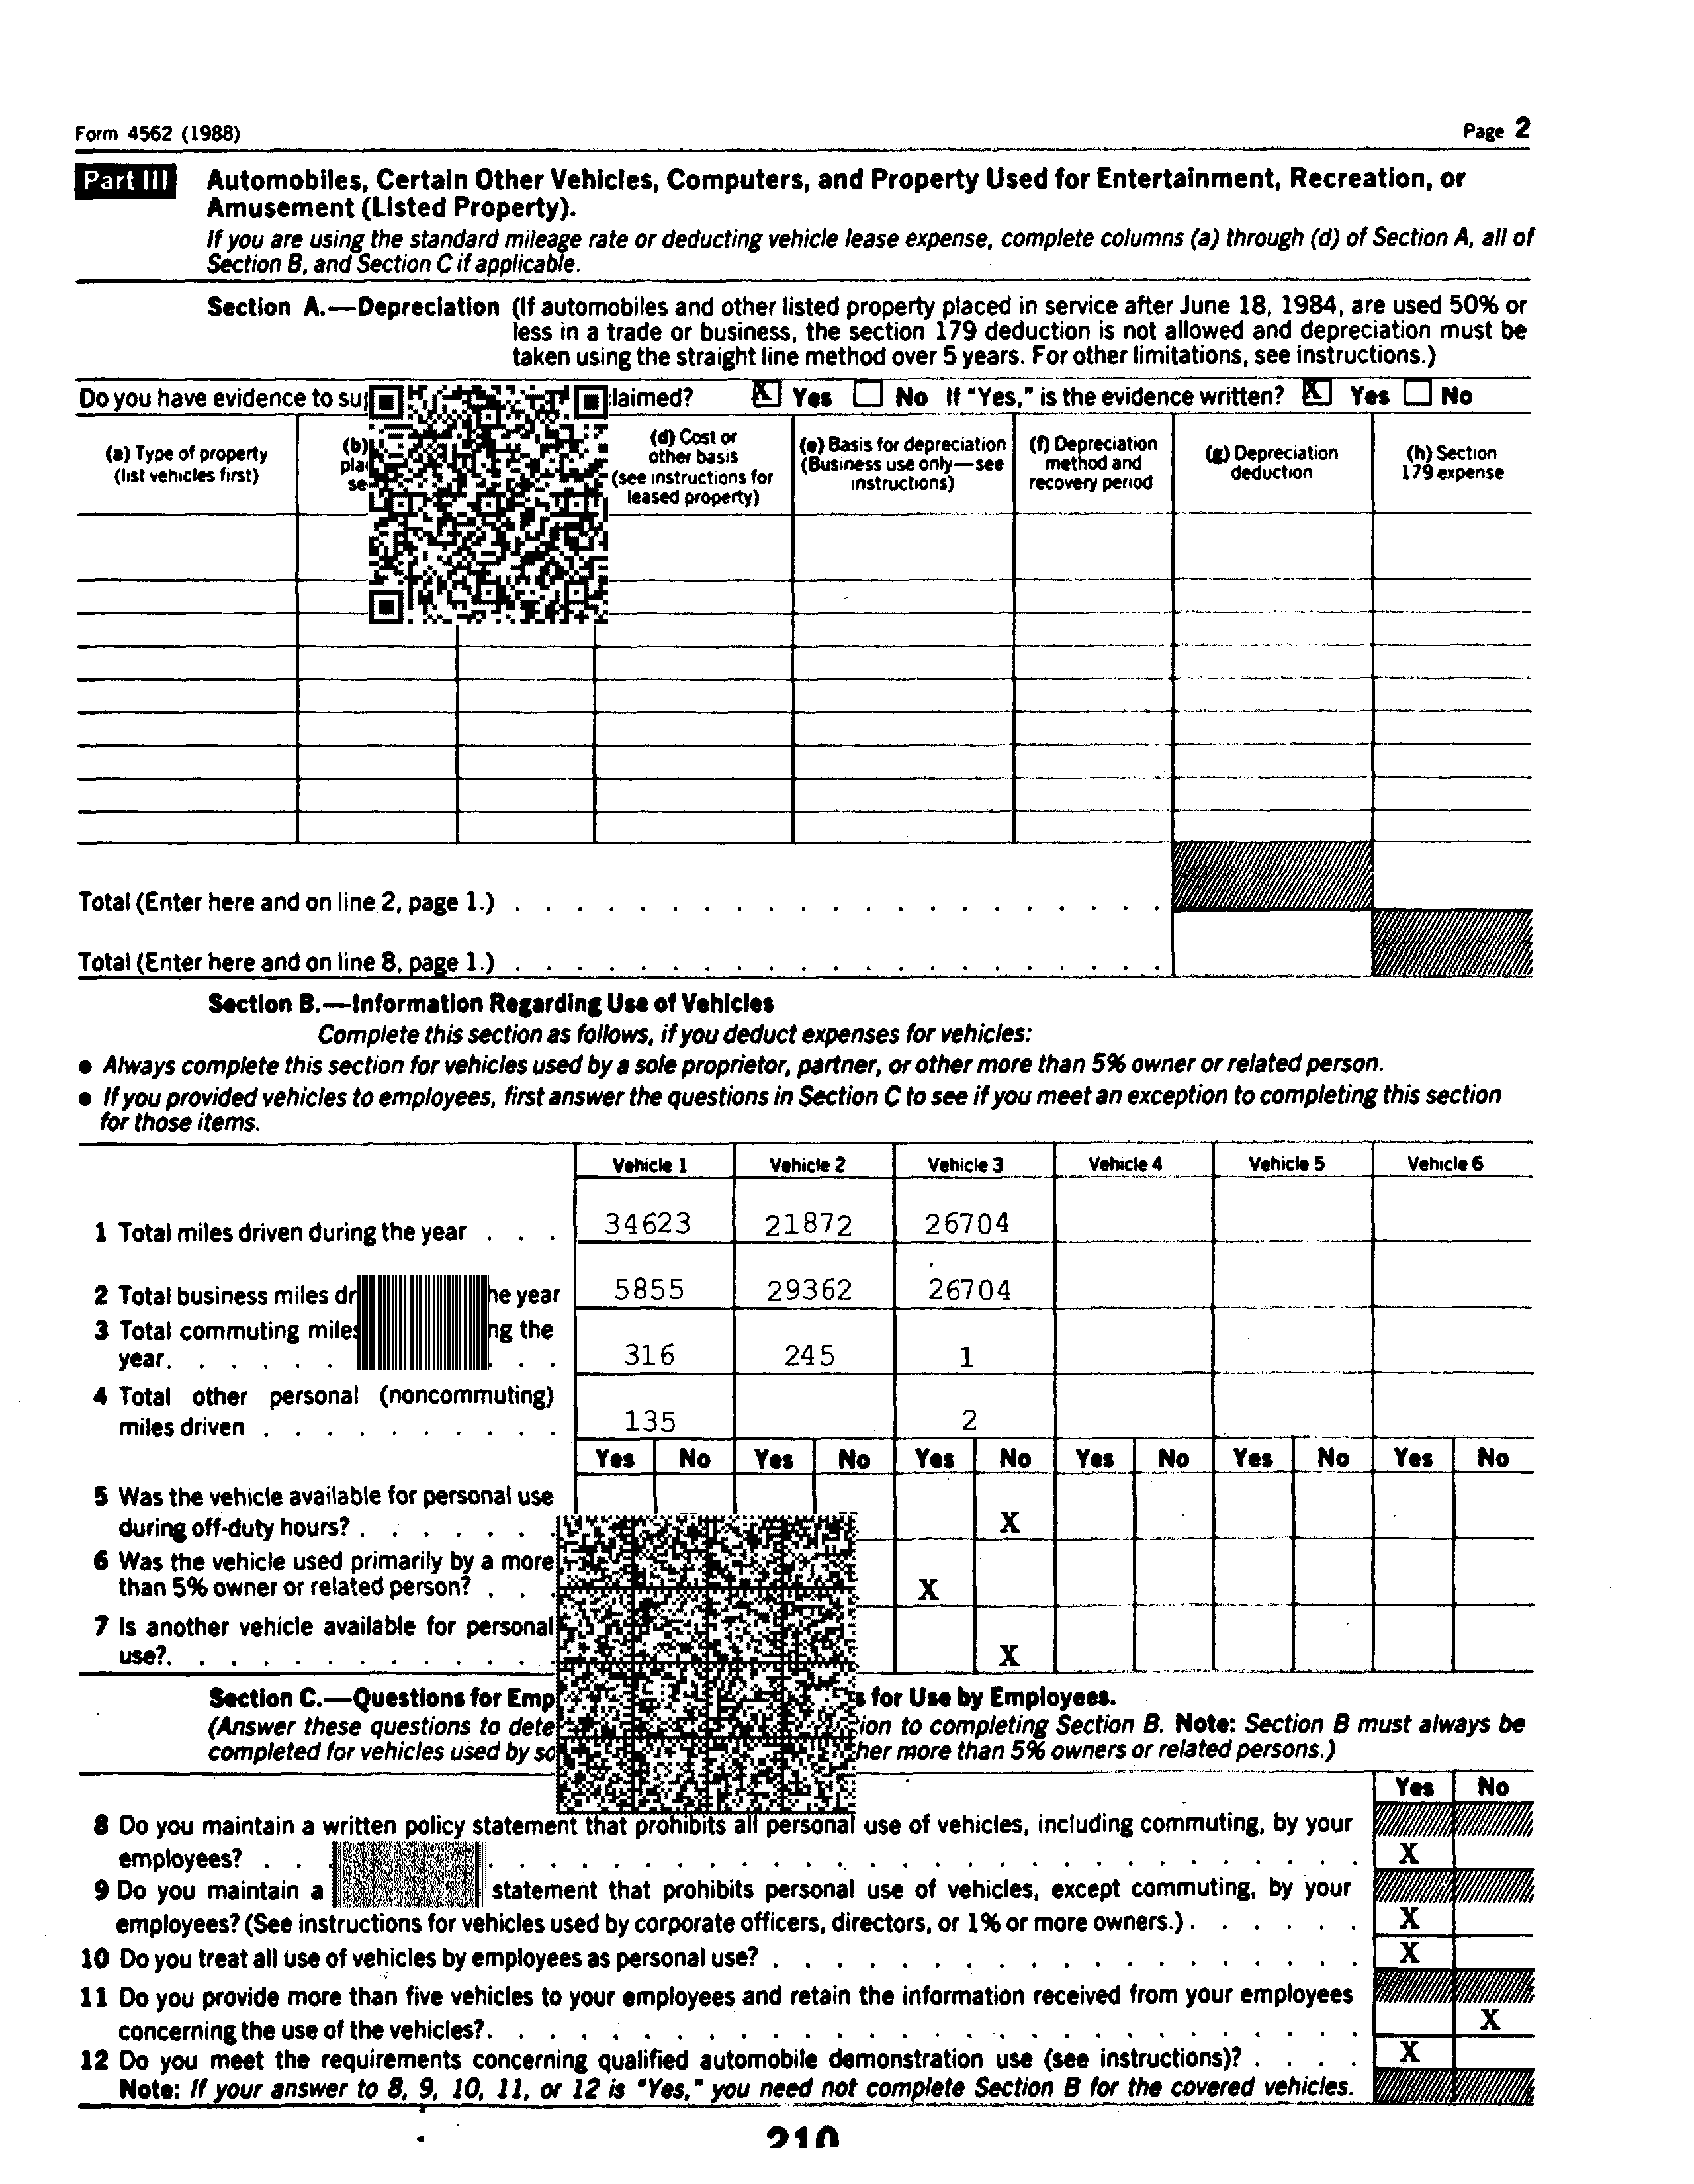 Form 4562 (1988)
Page 2
Part III
Automobiles, Certain Other Vehicles, Computers, and Property Used for Entertainment, Recreation, or
Amusement (Listed Property).
If you are using the standard mileage rate or deducting vehicle lease expense, complete columns (a) through (d) of Section A, all of
Section B, and Section C if applicable.
Section A.—Depreciation (If automobiles and other listed property placed in service after June 18, 1984, are used 50% or
less in a trade or business, the section 179 deduction is not allowed and depreciation must be
taken using the straight line method over 5 years. For other limitations, see instructions.)
Do you have evidence to X Yes No If "Yes," is the evidence written? X Yes No
(a) Type of property
(list vehicles first)
(b)
(d) Cost or
other basis
(see instructions for
leased property)
(e) Basis for depreciation
(Business use only—see
instructions)
(f) Depreciation
method and
recovery period
(g) Depreciation
deduction
(h) Section
179 expense
Total (Enter here and on line 2, page 1.)
Total (Enter here and on line 8, page 1.)
Section B.—Information Regarding Use of Vehicles
Complete this section as follows, if you deduct expenses for vehicles:
● Always complete this section for vehicles used by a sole proprietor, partner, or other more than 5% owner or related person.
● If you provided vehicles to employees, first answer the questions in Section C to see if you meet an exception to completing this section
for those items.
Vehicle 1 Vehicle 2 Vehicle 3 Vehicle 4 Vehicle 5 Vehicle 6
1 Total miles driven during the year . . . 34623 21872 26704
2 Total business miles year 5855 29362 26704
3 Total commuting the
year. . . . . . . . . 316 245 1
4 Total other personal (noncommuting)
miles driven . . . . . . . . . . 135 2
Yes No Yes No Yes No Yes No Yes No Yes No
5 Was the vehicle available for personal use
during off-duty hours? . . . . . . . X
6 Was the vehicle used primarily by a more
than 5% owner or related person? . . . X
7 Is another vehicle available for personal
use?. . . . . . . . . . . . . X
Section C.—Questions for for Use by Employees.
(Answer these questions to to completing Section B. Note: Section B must always be
completed for vehicles used by more than 5% owners or related persons.)
Yes No
8 Do you maintain a written policy statement that prohibits all personal use of vehicles, including commuting, by your
employees? X
9 Do you maintain a statement that prohibits personal use of vehicles, except commuting, by your
employees? (See instructions for vehicles used by corporate officers, directors, or 1% or more owners.) . . . . . . X
10 Do you treat all use of vehicles by employees as personal use? X
11 Do you provide more than five vehicles to your employees and retain the information received from your employees
concerning the use of the vehicles?. X
12 Do you meet the requirements concerning qualified automobile demonstration use (see instructions)? . . . . X
Note: If your answer to 8, 9, 10, 11, or 12 is "Yes," you need not complete Section B for the covered vehicles.
210